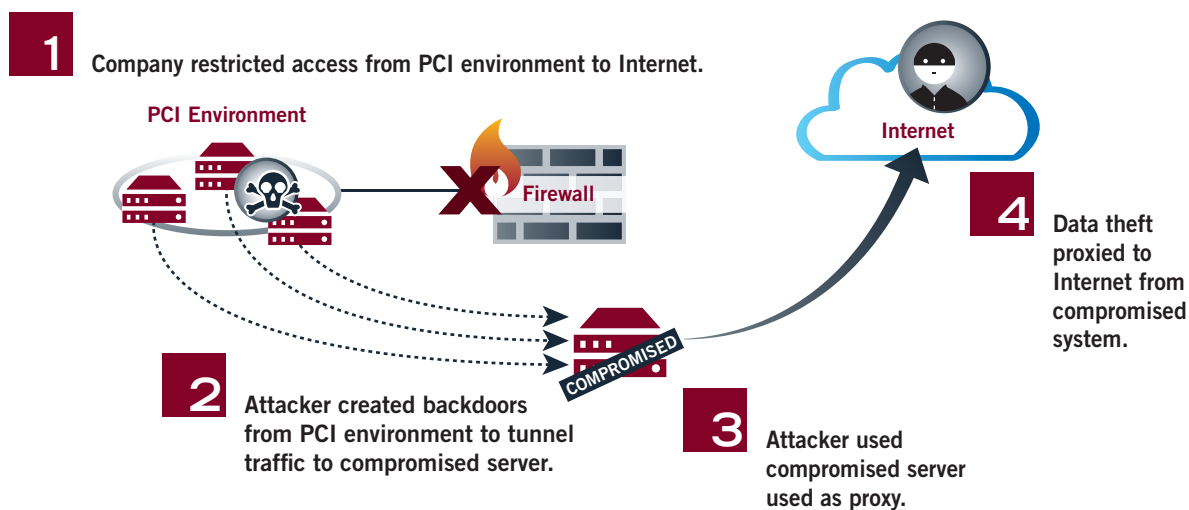 1
Company restricted access from PCI environment to Internet.
PCI Environment
Firewall
Internet
COMPROMISED
2
Attacker created backdoors
from PCI environment to tunnel
traffic to compromised server.
3
Attacker used
compromised server
used as proxy.
4
Data theft
proxied to
Internet from
compromised
system.